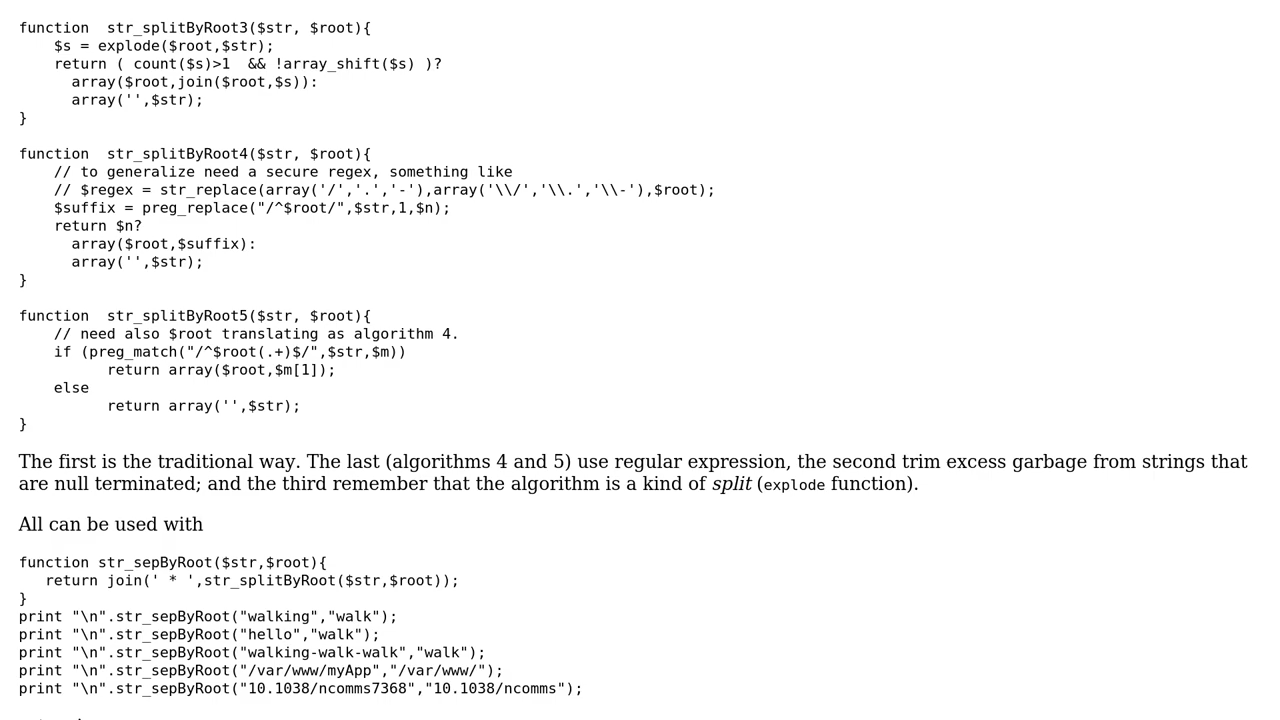 function  str_splitByRoot3($str, $root){
    $s = explode($root,$str);
    return ( count($s)>1  && !array_shift($s) )?
      array($root,join($root,$s)):
      array('',$str);
}

function  str_splitByRoot4($str, $root){
    // to generalize need a secure regex, something like
    // $regex = str_replace(array('/','.','-'),array('\\/','\\.','\\-'),$root);
    $suffix = preg_replace("/^$root/",$str,1,$n);
    return $n?
      array($root,$suffix):
      array('',$str);
}

function  str_splitByRoot5($str, $root){
    // need also $root translating as algorithm 4.
    if (preg_match("/^$root(.+)$/",$str,$m))
          return array($root,$m[1]);
    else
          return array('',$str);
}

The first is the traditional way. The last (algorithms 4 and 5) use regular expression, the second trim excess garbage from strings that
are null terminated; and the third remember that the algorithm is a kind of split (explode function).

All can be used with

function str_sepByRoot($str,$root){
   return join(' * ',str_splitByRoot($str,$root));
}
print "\n".str_sepByRoot("walking","walk");
print "\n".str_sepByRoot("hello","walk");
print "\n".str_sepByRoot("walking-walk-walk","walk");
print "\n".str_sepByRoot("/var/www/myApp","/var/www/");
print "\n".str_sepByRoot("10.1038/ncomms7368","10.1038/ncomms");